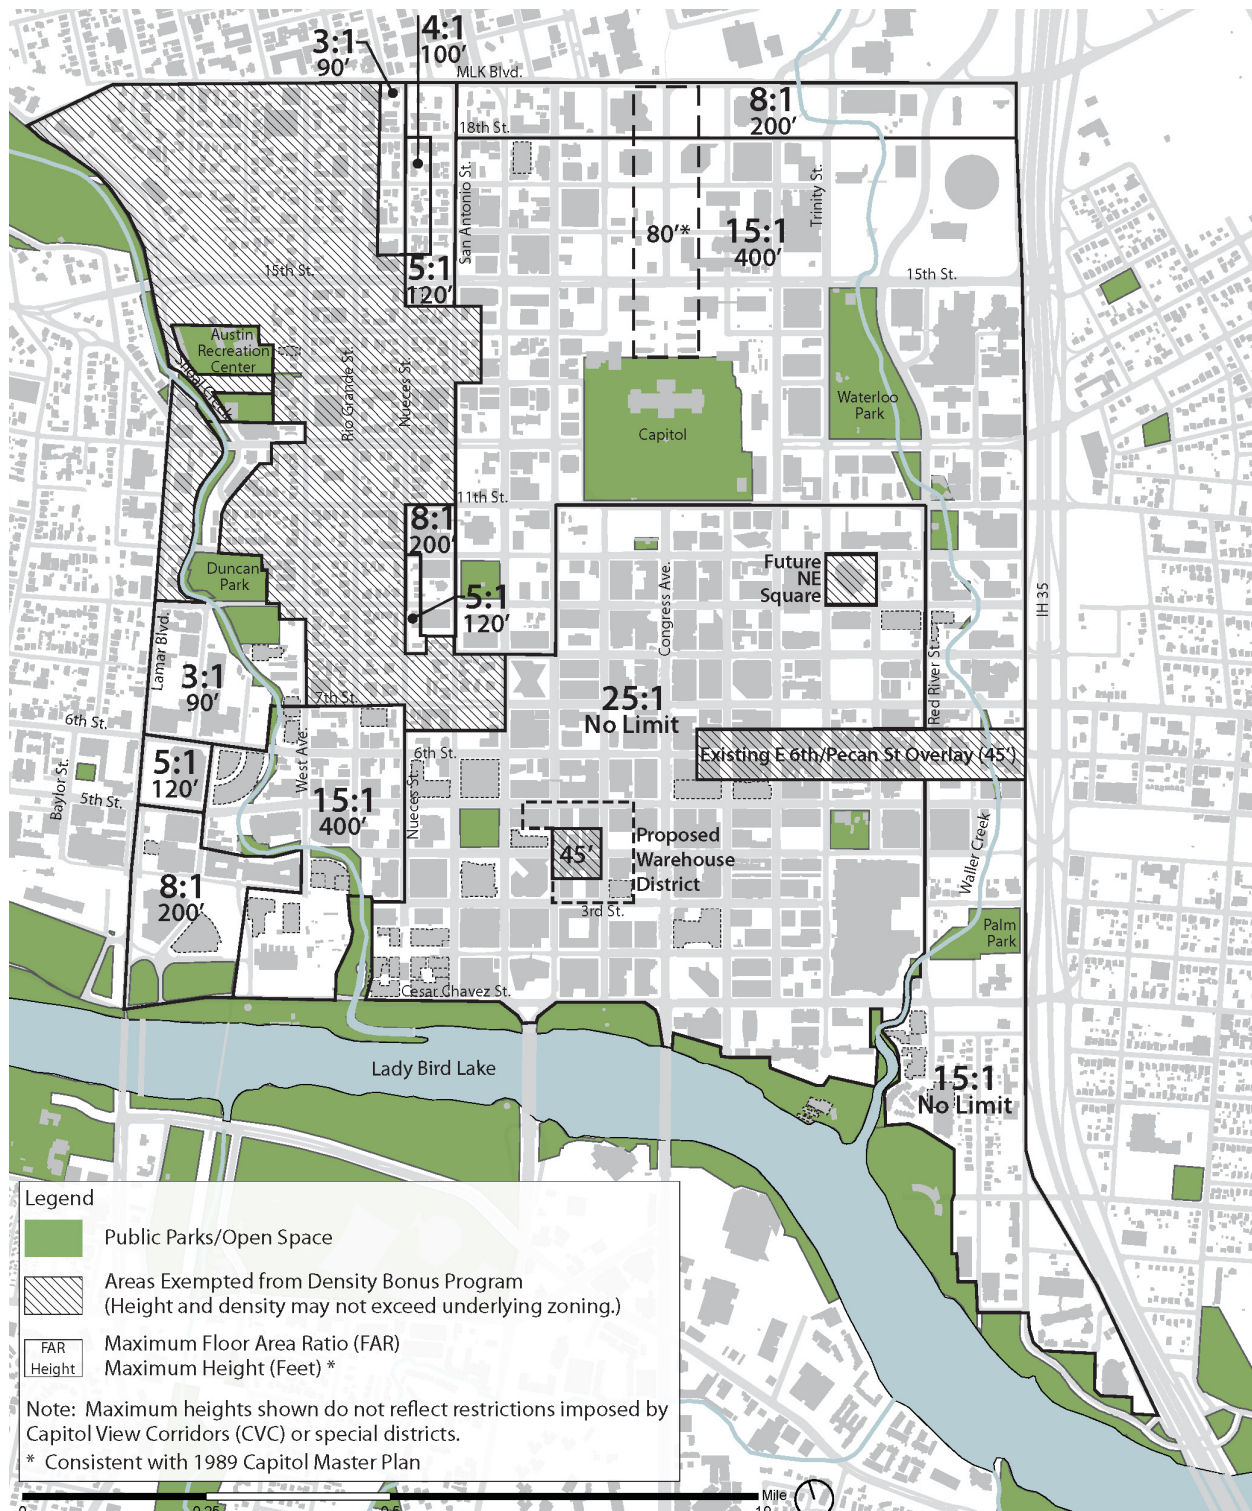 4:1
100'
3:1
90'
MLK Blvd.
8:1
200'
18th St.
San Antonio St.
Trinity St.
80'*
15:1
400'
5:1
120'
15th St.
15th St.
Austin
Recreation
Center
Shoal Creek
Rio Grande St.
Nueces St.
Waterloo
Park
Capitol
11th St.
8:1
200'
Future
NE
Square
Duncan
Park
5:1
120'
Congress Ave.
IH 35
Lamar Blvd.
3:1
90'
7th St.
25:1
No Limit
Red River St.
6th St.
6th St.
Existing E 6th/Pecan St Overlay (45')
West Ave.
5:1
120'
Baylor St.
5th St.
15:1
400'
Nueces St.
Proposed
Warehouse
District
45'
Waller Creek
8:1
200'
3rd St.
Palm
Park
Cesar Chavez St.
Lady Bird Lake
15:1
No Limit
Legend
Public Parks/Open Space
Areas Exempted from Density Bonus Program
(Height and density may not exceed underlying zoning.)
FAR
Height
Maximum Floor Area Ratio (FAR)
Maximum Height (Feet) *
Note: Maximum heights shown do not reflect restrictions imposed by
Capitol View Corridors (CVC) or special districts.
* Consistent with 1989 Capitol Master Plan
Mile